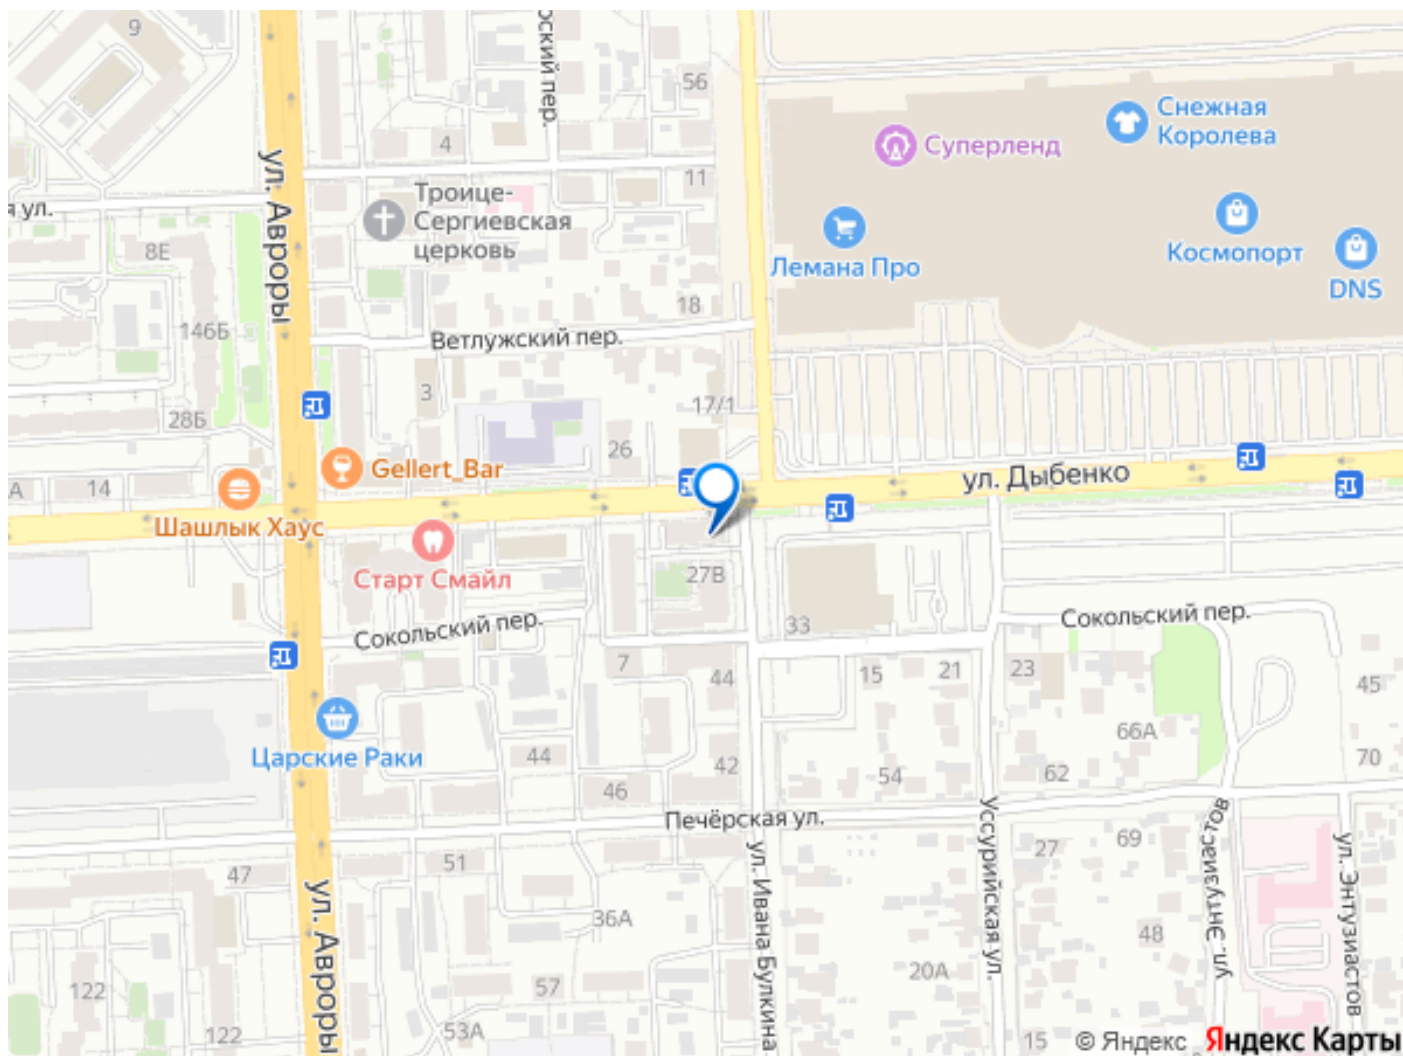 9
рский пер.
56
Снежная
Королева
Суперленд
4
ул. Авроры
11
Троице-
Сергиевская
церковь
я ул.
8Е
Лемана Про
Космопорт
DNS
18
146Б
Ветлужский пер.
3
17/1
28Б
26
Gellert_Bar
А
14
ул. Дыбенко
Шашлык Хаус
Старт Смайл
27В
Сокольский пер.
33
Сокольский пер.
7
44
15
21
23
45
66А
Царские Раки
44
42
54
62
70
46
Печёрская ул.
51
47
ул. Авроры
ул. Ивана Булкина
Уссурийская ул.
27
69
ул. Энтузиастов
ул. Энтузиастов
36А
48
20А
57
122
122
53А
15
© Яндекс Яндекс Карты